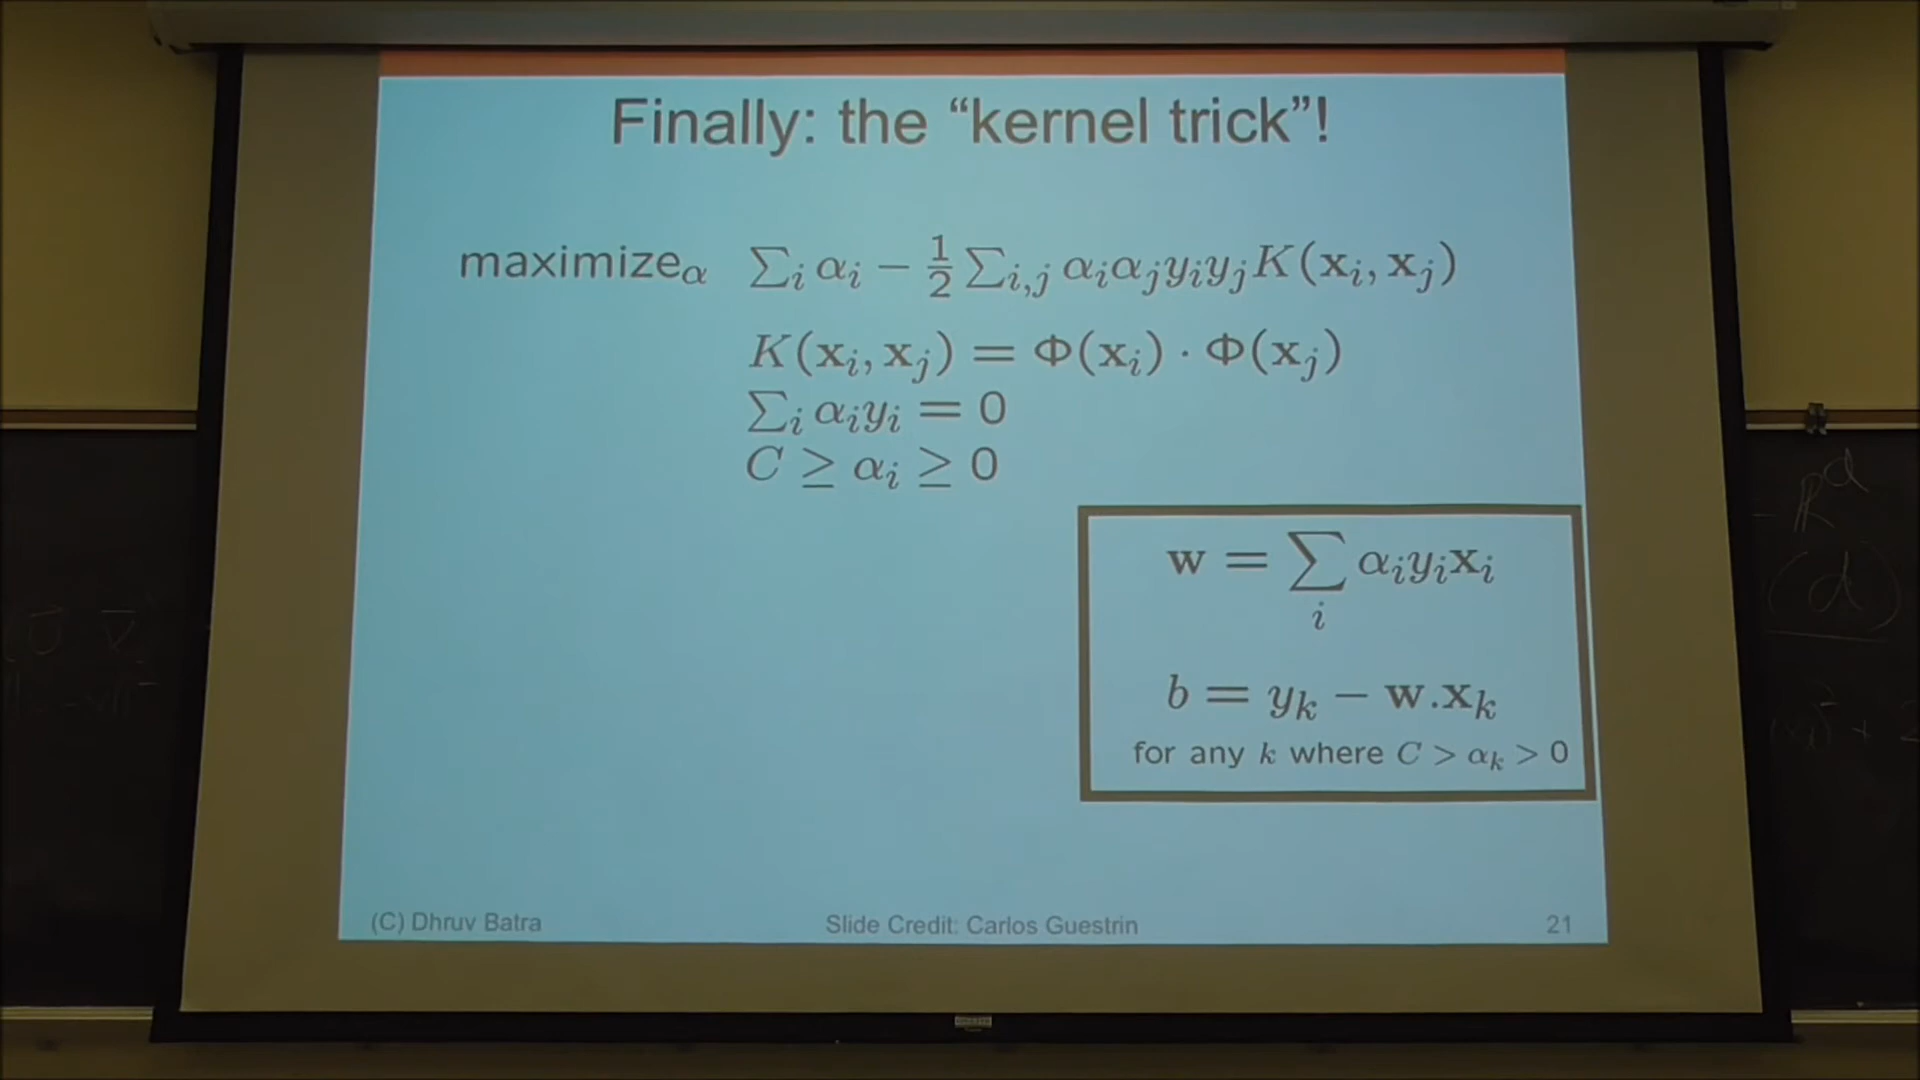 Finally: the “kernel trick”!
maximize_α ∑_i α_i − 1/2 ∑_{i,j} α_i α_j y_i y_j K(x_i, x_j)
K(x_i, x_j) = Φ(x_i) · Φ(x_j)
∑_i α_i y_i = 0
C ≥ α_i ≥ 0
w = ∑_i α_i y_i x_i
b = y_k − w.x_k
for any k where C > α_k > 0
(C) Dhruv Batra
Slide Credit: Carlos Guestrin
21
d